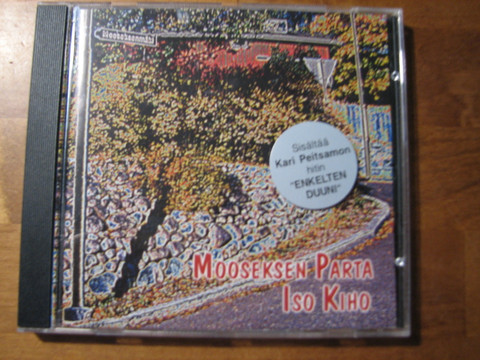 Sisältää
Kari Peitsamon
hitin
"ENKELTEN
DUUNI"
MOOSEKSEN PARTA
ISO KIHO